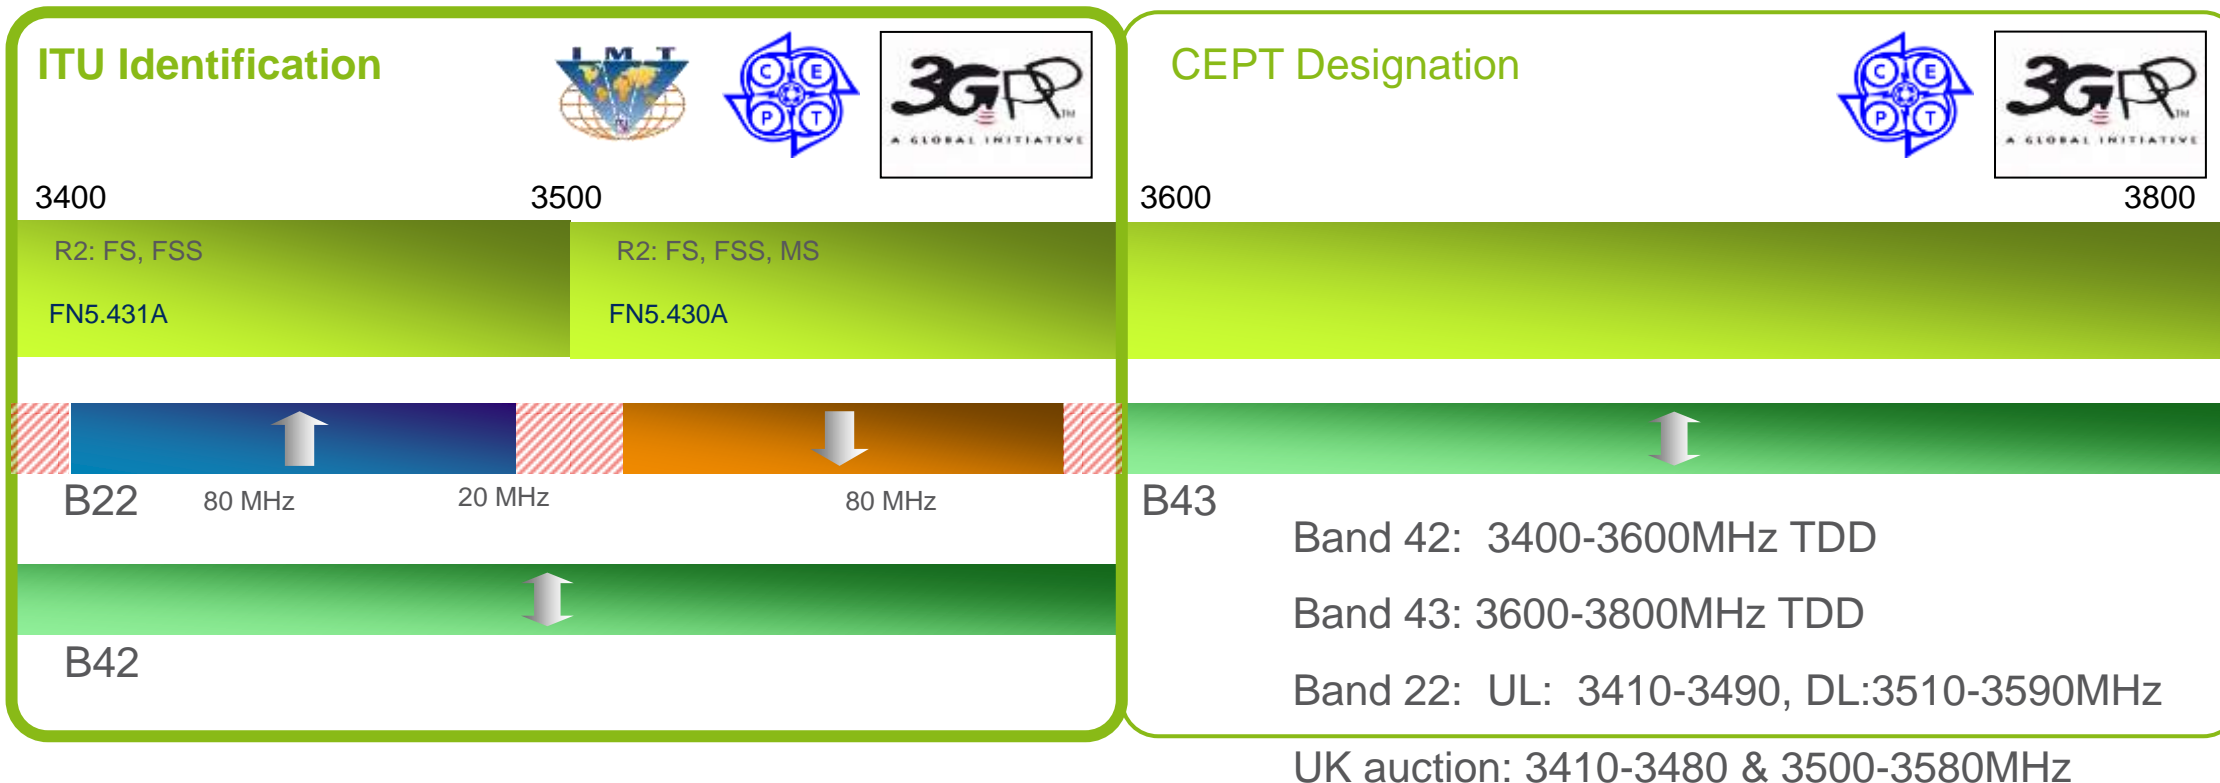 ITU Identification
I M T
C E
P T
3GPP™
A GLOBAL INITIATIVE
CEPT Designation
C E
P T
3GPP™
A GLOBAL INITIATIVE
3400
3500
3600
3800
R2: FS, FSS
R2: FS, FSS, MS
FN5.431A
FN5.430A
B22
80 MHz
20 MHz
80 MHz
B43
Band 42:  3400-3600MHz TDD
Band 43: 3600-3800MHz TDD
B42
Band 22:  UL:  3410-3490, DL:3510-3590MHz
UK auction: 3410-3480 & 3500-3580MHz